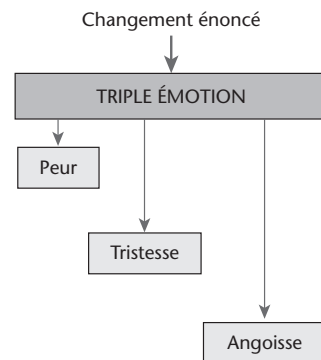 Changement énoncé
TRIPLE ÉMOTION
Peur
Tristesse
Angoisse